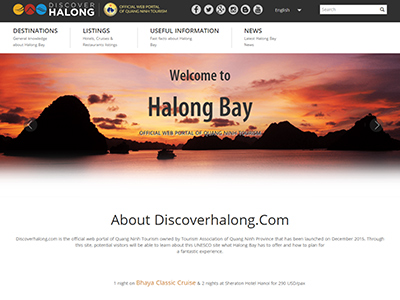 DISCOVER
HALONG
OFFICIAL WEB PORTAL
OF QUANG NINH TOURISM
English
Search
DESTINATIONS
General knowledge
about Halong Bay
LISTINGS
Hotels, Cruises &
Restaurants listings
USEFUL INFORMATION
Fast facts about Halong
Bay
NEWS
Latest Halong Bay
News
Welcome to
Halong Bay
OFFICIAL WEB PORTAL OF QUANG NINH TOURISM
About Discoverhalong.Com
Discoverhalong.com is the official web portal of Quang Ninh Tourism owned by Tourism Association of Quang Ninh Province that has been launched on December 2015. Through
this site, potential visitors will be able to learn about this UNESCO site what Halong Bay has to offer and how to plan for
a fantastic experience.
1 night on Bhaya Classic Cruise & 2 nights at Sheraton Hotel Hanoi for 290 USD/pax